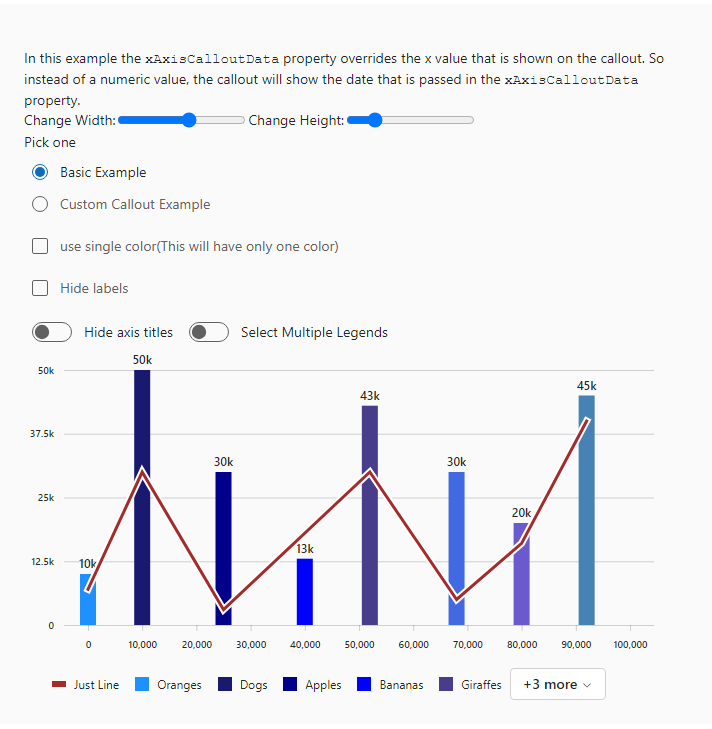 In this example the xAxisCalloutData property overrides the x value that is shown on the callout. So
instead of a numeric value, the callout will show the date that is passed in the xAxisCalloutData
property.
Change Width: Change Height:
Pick one
Basic Example
Custom Callout Example
use single color(This will have only one color)
Hide labels
Hide axis titles Select Multiple Legends
50k
50k
45k
43k
37.5k
30k
30k
25k
20k
13k
12.5k
10k
0
0 10,000 20,000 30,000 40,000 50,000 60,000 70,000 80,000 90,000 100,000
Just Line Oranges Dogs Apples Bananas Giraffes +3 more